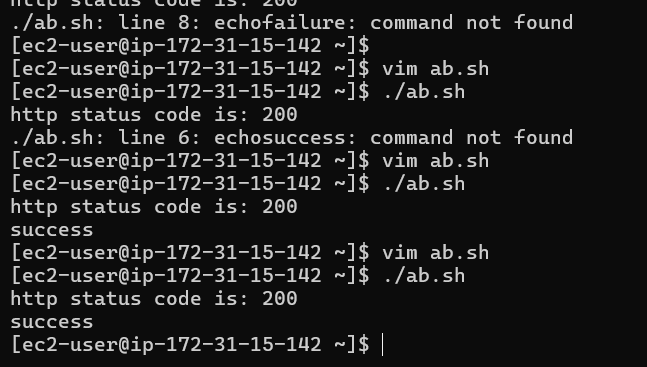 http status code is: 200
./ab.sh: line 8: echofailure: command not found
[ec2-user@ip-172-31-15-142 ~]$
[ec2-user@ip-172-31-15-142 ~]$ vim ab.sh
[ec2-user@ip-172-31-15-142 ~]$ ./ab.sh
http status code is: 200
./ab.sh: line 6: echosuccess: command not found
[ec2-user@ip-172-31-15-142 ~]$ vim ab.sh
[ec2-user@ip-172-31-15-142 ~]$ ./ab.sh
http status code is: 200
success
[ec2-user@ip-172-31-15-142 ~]$ vim ab.sh
[ec2-user@ip-172-31-15-142 ~]$ ./ab.sh
http status code is: 200
success
[ec2-user@ip-172-31-15-142 ~]$